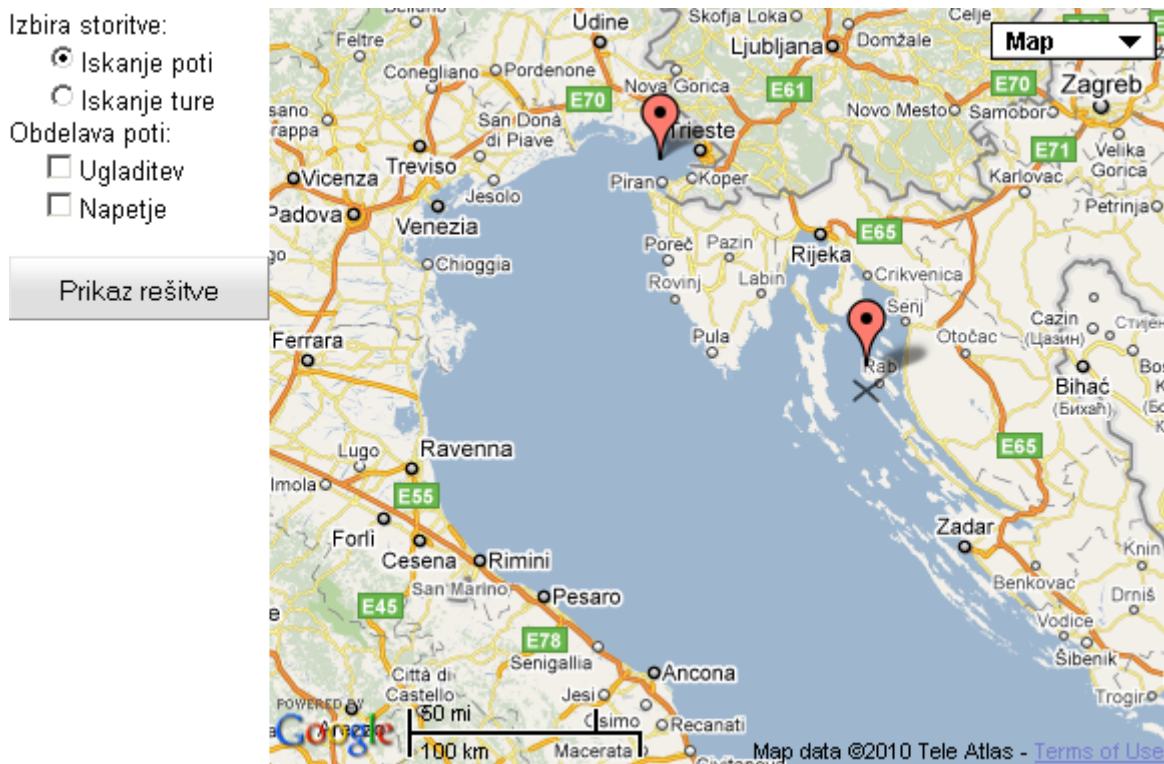 Izbira storitve:
Iskanje poti
Iskanje ture
Obdelava poti:
Ugladitev
Napetje
Prikaz rešitve
Map
Udine
Skofja Loka
Celje
Feltre
Ljubljana
Domžale
Conegliano
Pordenone
Nova Gorica
E70
E61
E70
Zagreb
Novo Mesto
Samobor
San Donà
di Piave
Trieste
E71
Velika
Gorica
Treviso
Vicenza
Piran
Koper
Karlovac
Jesolo
Petrinja
Padova
Venezia
Poreč
Pazin
Rijeka
E65
Chioggia
Rovinj
Labin
Crikvenica
Senj
Pula
Otočac
Cazin
(Цазин)
Ferrara
Rab
Bihać
(Бихаћ)
Lugo
Ravenna
E65
Imola
E55
Forlì
Cesena
Rimini
Zadar
Knin
San Marino
Benkovac
E45
Pesaro
Drniš
E78
Vodice
Senigallia
Šibenik
Città di
Castello
Ancona
Jesi
Trogir
POWERED BY
Google
50 mi
100 km
Recanati
Macerata
Map data ©2010 Tele Atlas - Terms of Use